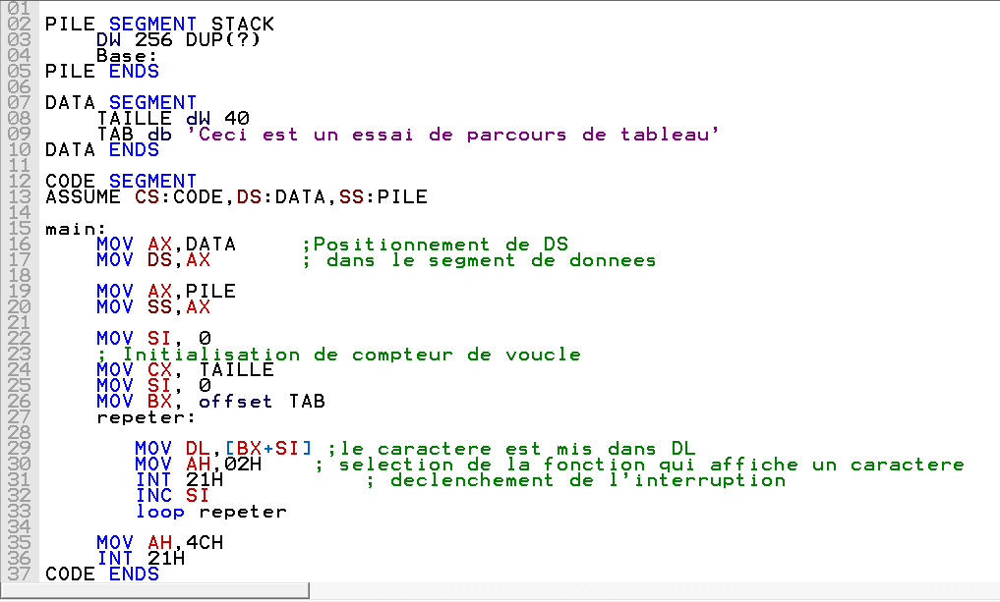 01
02 PILE SEGMENT STACK
03     DW 256 DUP(?)
04     Base:
05 PILE ENDS
06
07 DATA SEGMENT
08     TAILLE dW 40
09     TAB db 'Ceci est un essai de parcours de tableau'
10 DATA ENDS
11
12 CODE SEGMENT
13 ASSUME CS:CODE,DS:DATA,SS:PILE
14
15 main:
16     MOV AX,DATA     ;Positionnement de DS
17     MOV DS,AX       ; dans le segment de donnees
18
19     MOV AX,PILE
20     MOV SS,AX
21
22     MOV SI, 0
23     ; Initialisation de compteur de voucle
24     MOV CX, TAILLE
25     MOV SI, 0
26     MOV BX, offset TAB
27     repeter:
28
29        MOV DL,[BX+SI] ;le caractere est mis dans DL
30        MOV AH,02H    ; selection de la fonction qui affiche un caractere
31        INT 21H           ; declenchement de l'interruption
32        INC SI
33        loop repeter
34
35     MOV AH,4CH
36     INT 21H
37 CODE ENDS